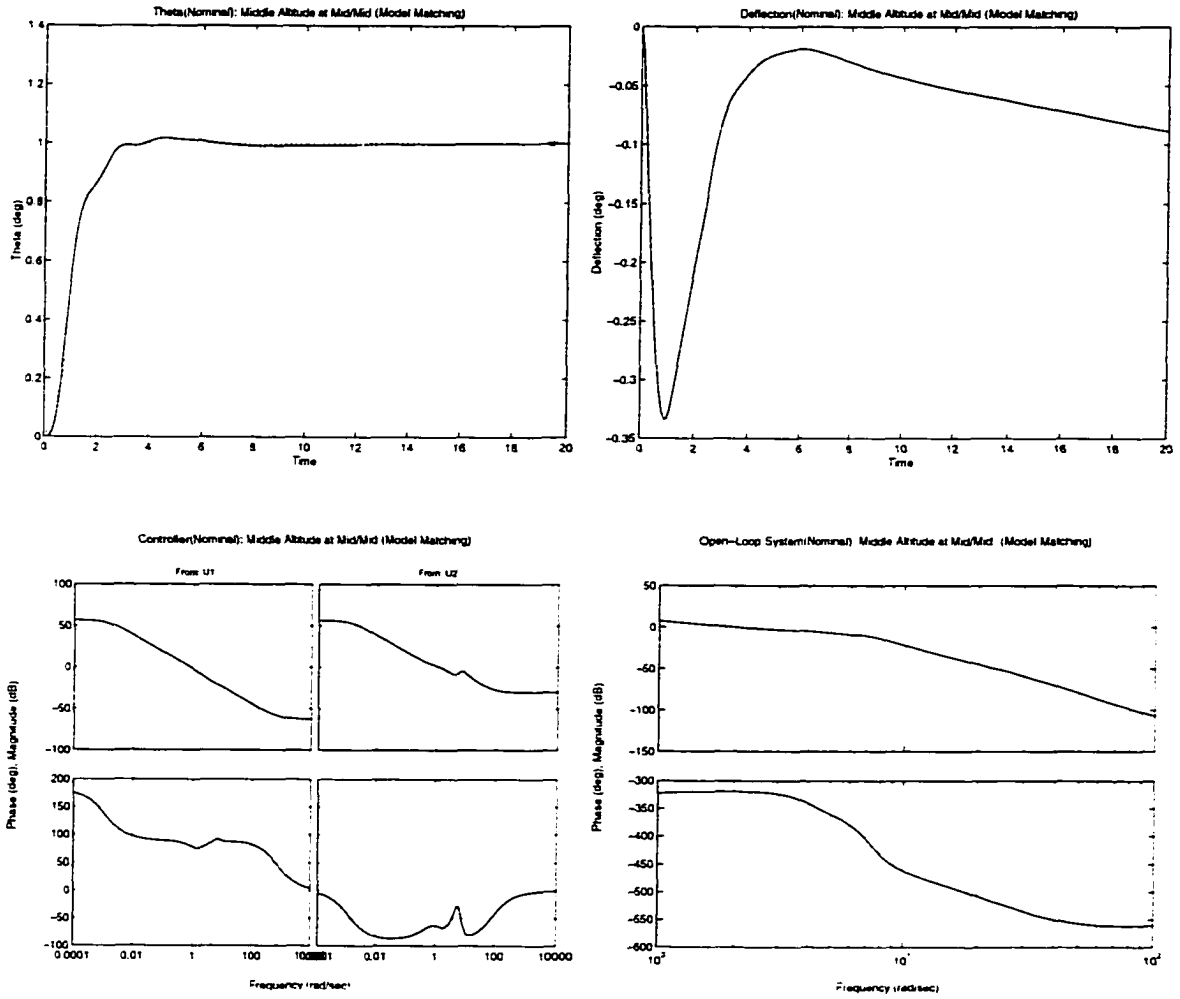 Theta(Nominal): Middle Altitude at Mid/Mid (Model Matching)
1.4
1.2
1
0.8
0.6
0.4
0.2
0
Theta (deg)
0 2 4 6 8 10 12 14 16 18 20
Time
Deflection(Nominal): Middle Altitude at Mid/Mid (Model Matching)
0
-0.05
-0.1
-0.15
-0.2
-0.25
-0.3
-0.35
Deflection (deg)
0 2 4 6 8 10 12 14 16 18 20
Time
Controller(Nominal): Middle Altitude at Mid/Mid (Model Matching)
From: U1
From: U2
100
50
0
-50
-100
200
150
100
50
0
-50
-100
Phase (deg), Magnitude (dB)
0.0001 0.01 1 100
0.01 1 100 10000
Frequency (rad/sec)
Open-Loop System(Nominal) Middle Altitude at Mid/Mid (Model Matching)
50
0
-50
-100
-150
-300
-350
-400
-450
-500
-550
-600
Phase (deg), Magnitude (dB)
Frequency (rad/sec)